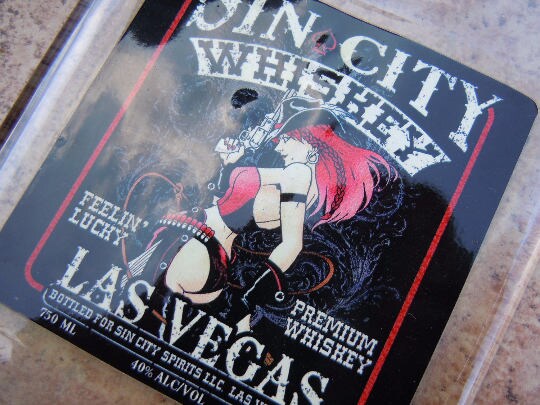 SIN CITY
WHISKEY
FEELIN'
LUCKY
PREMIUM
WHISKEY
LAS VEGAS
BOTTLED FOR SIN CITY SPIRITS LLC. LAS
750 ML
40% ALC/VOL